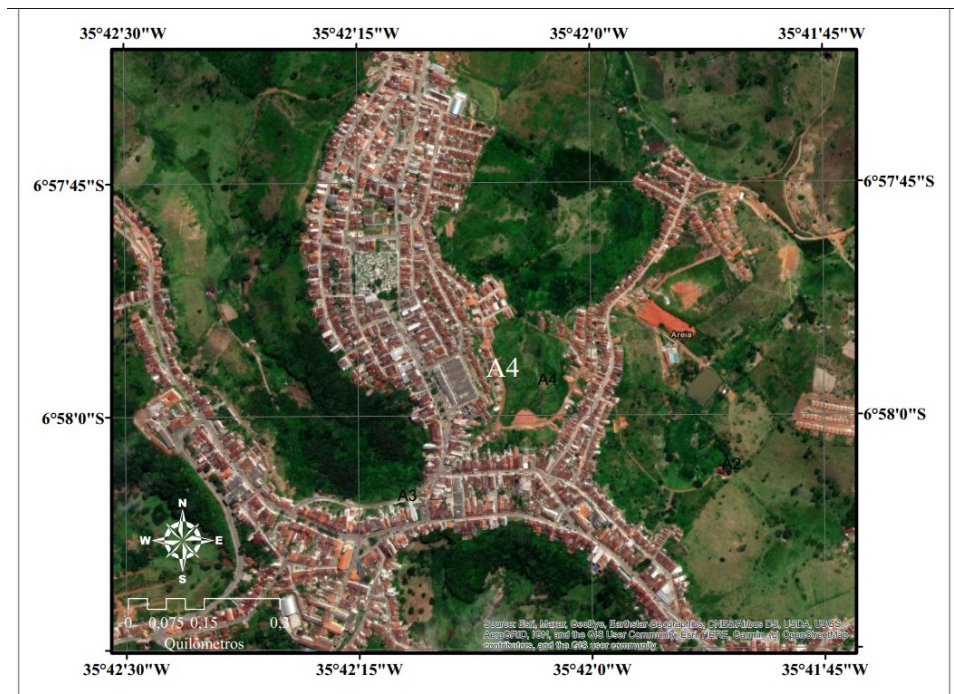 35°42'30"W 35°42'15"W 35°42'0"W 35°41'45"W
6°57'45"S 6°57'45"S
Areia
A4
A4
6°58'0"S 6°58'0"S
A2
A3
N
W E
S
0 0,075 0,15 0,3
Quilômetros
Source: Esri, Maxar, GeoEye, Earthstar Geographics, CNES/Airbus DS, USDA, USGS,
AeroGRID, IGN, and the GIS User Community, Esri, HERE, Garmin, (c) OpenStreetMap
contributors, and the GIS user community
35°42'30"W 35°42'15"W 35°42'0"W 35°41'45"W